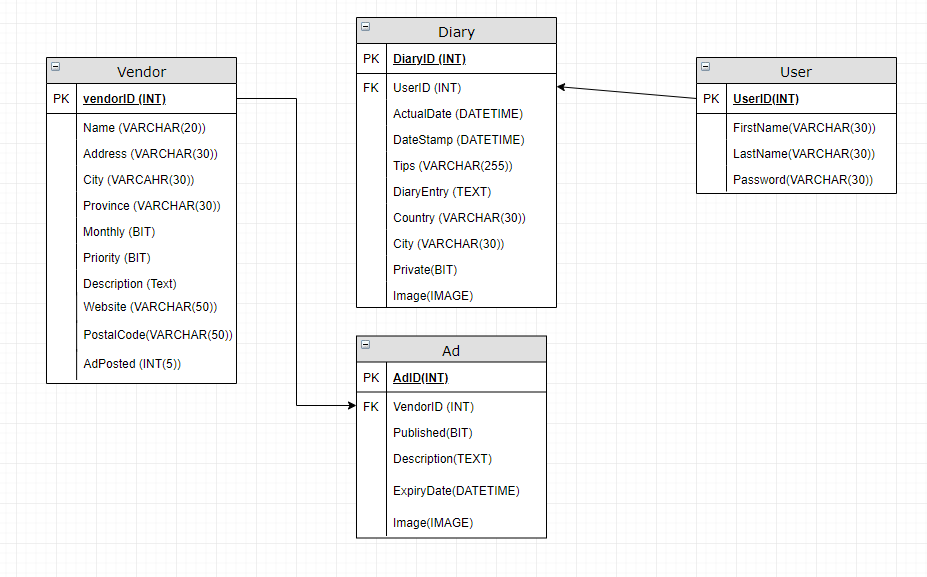 Vendor
PK vendorID (INT)
Name (VARCHAR(20))
Address (VARCHAR(30))
City (VARCAHR(30))
Province (VARCHAR(30))
Monthly (BIT)
Priority (BIT)
Description (Text)
Website (VARCHAR(50))
PostalCode(VARCHAR(50))
AdPosted (INT(5))
Diary
PK DiaryID (INT)
FK UserID (INT)
ActualDate (DATETIME)
DateStamp (DATETIME)
Tips (VARCHAR(255))
DiaryEntry (TEXT)
Country (VARCHAR(30))
City (VARCHAR(30))
Private(BIT)
Image(IMAGE)
User
PK UserID(INT)
FirstName(VARCHAR(30))
LastName(VARCHAR(30))
Password(VARCHAR(30))
Ad
PK AdID(INT)
FK VendorID (INT)
Published(BIT)
Description(TEXT)
ExpiryDate(DATETIME)
Image(IMAGE)